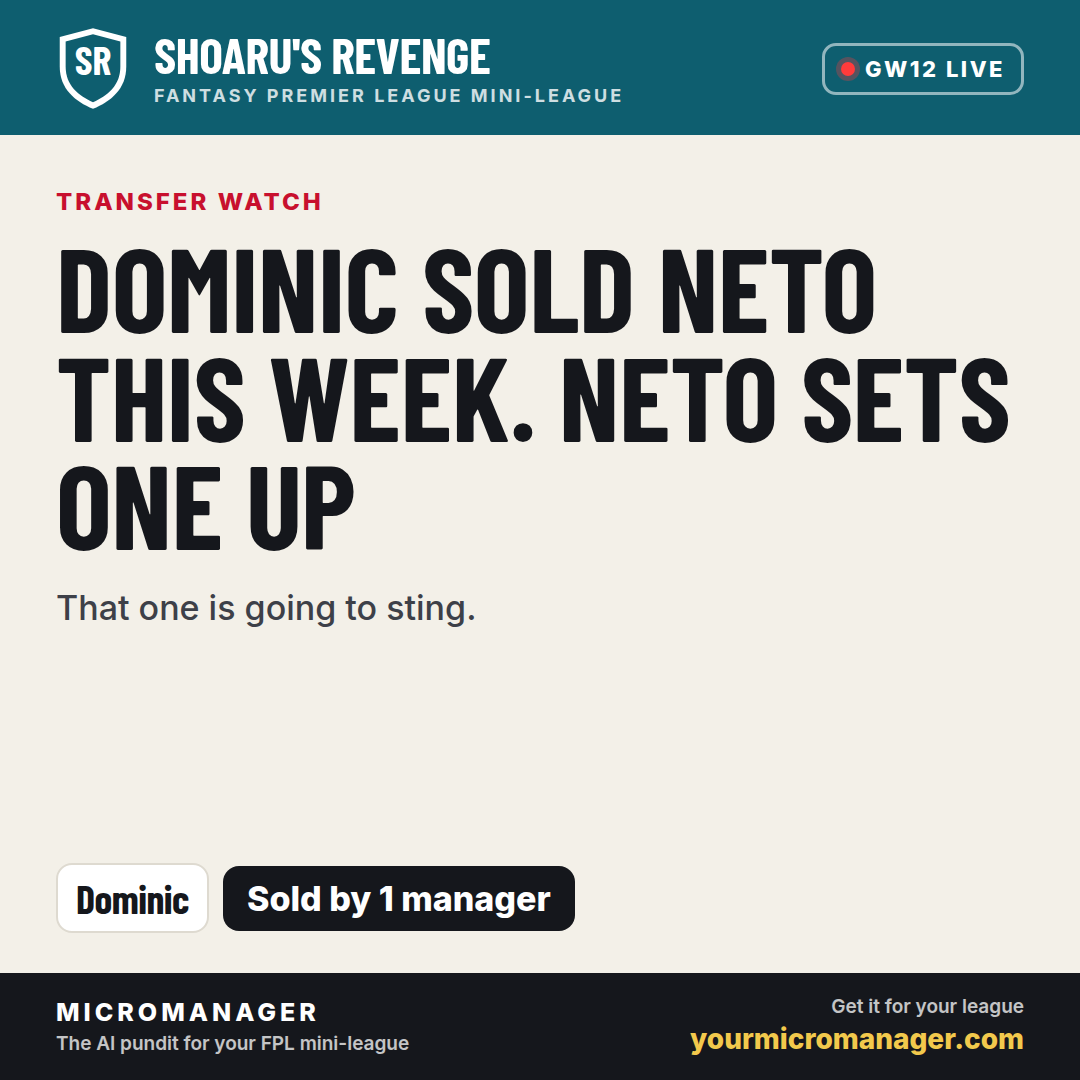 SR
SHOARU'S REVENGE
FANTASY PREMIER LEAGUE MINI-LEAGUE
GW12 LIVE
TRANSFER WATCH
DOMINIC SOLD NETO
THIS WEEK. NETO SETS
ONE UP
That one is going to sting.
Dominic
Sold by 1 manager
MICROMANAGER
The AI pundit for your FPL mini-league
Get it for your league
yourmicromanager.com